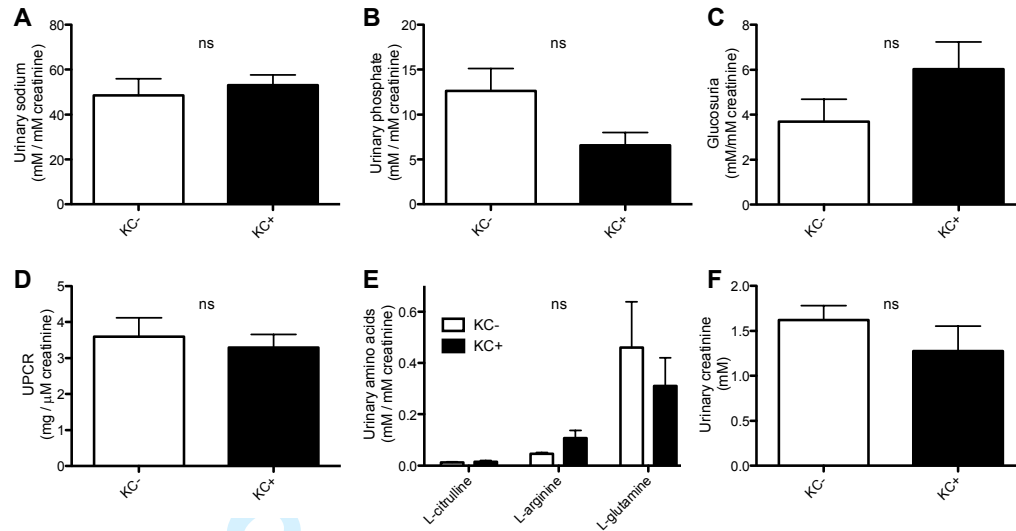 A
Urinary sodium
(mM / mM creatinine)
80
60
40
20
0
ns
KC-
KC+
B
Urinary phosphate
(mM / mM creatinine)
20
15
10
5
0
ns
KC-
KC+
C
Glucosuria
(mM/mM creatinine)
8
6
4
2
0
ns
KC-
KC+
D
UPCR
(mg / μM creatinine)
5
4
3
2
1
0
ns
KC-
KC+
E
Urinary amino acids
(mM / mM creatinine)
0.6
0.4
0.2
0.0
ns
KC-
KC+
L-citrulline
L-arginine
L-glutamine
F
Urinary creatinine
(mM)
2.0
1.5
1.0
0.5
0.0
ns
KC-
KC+